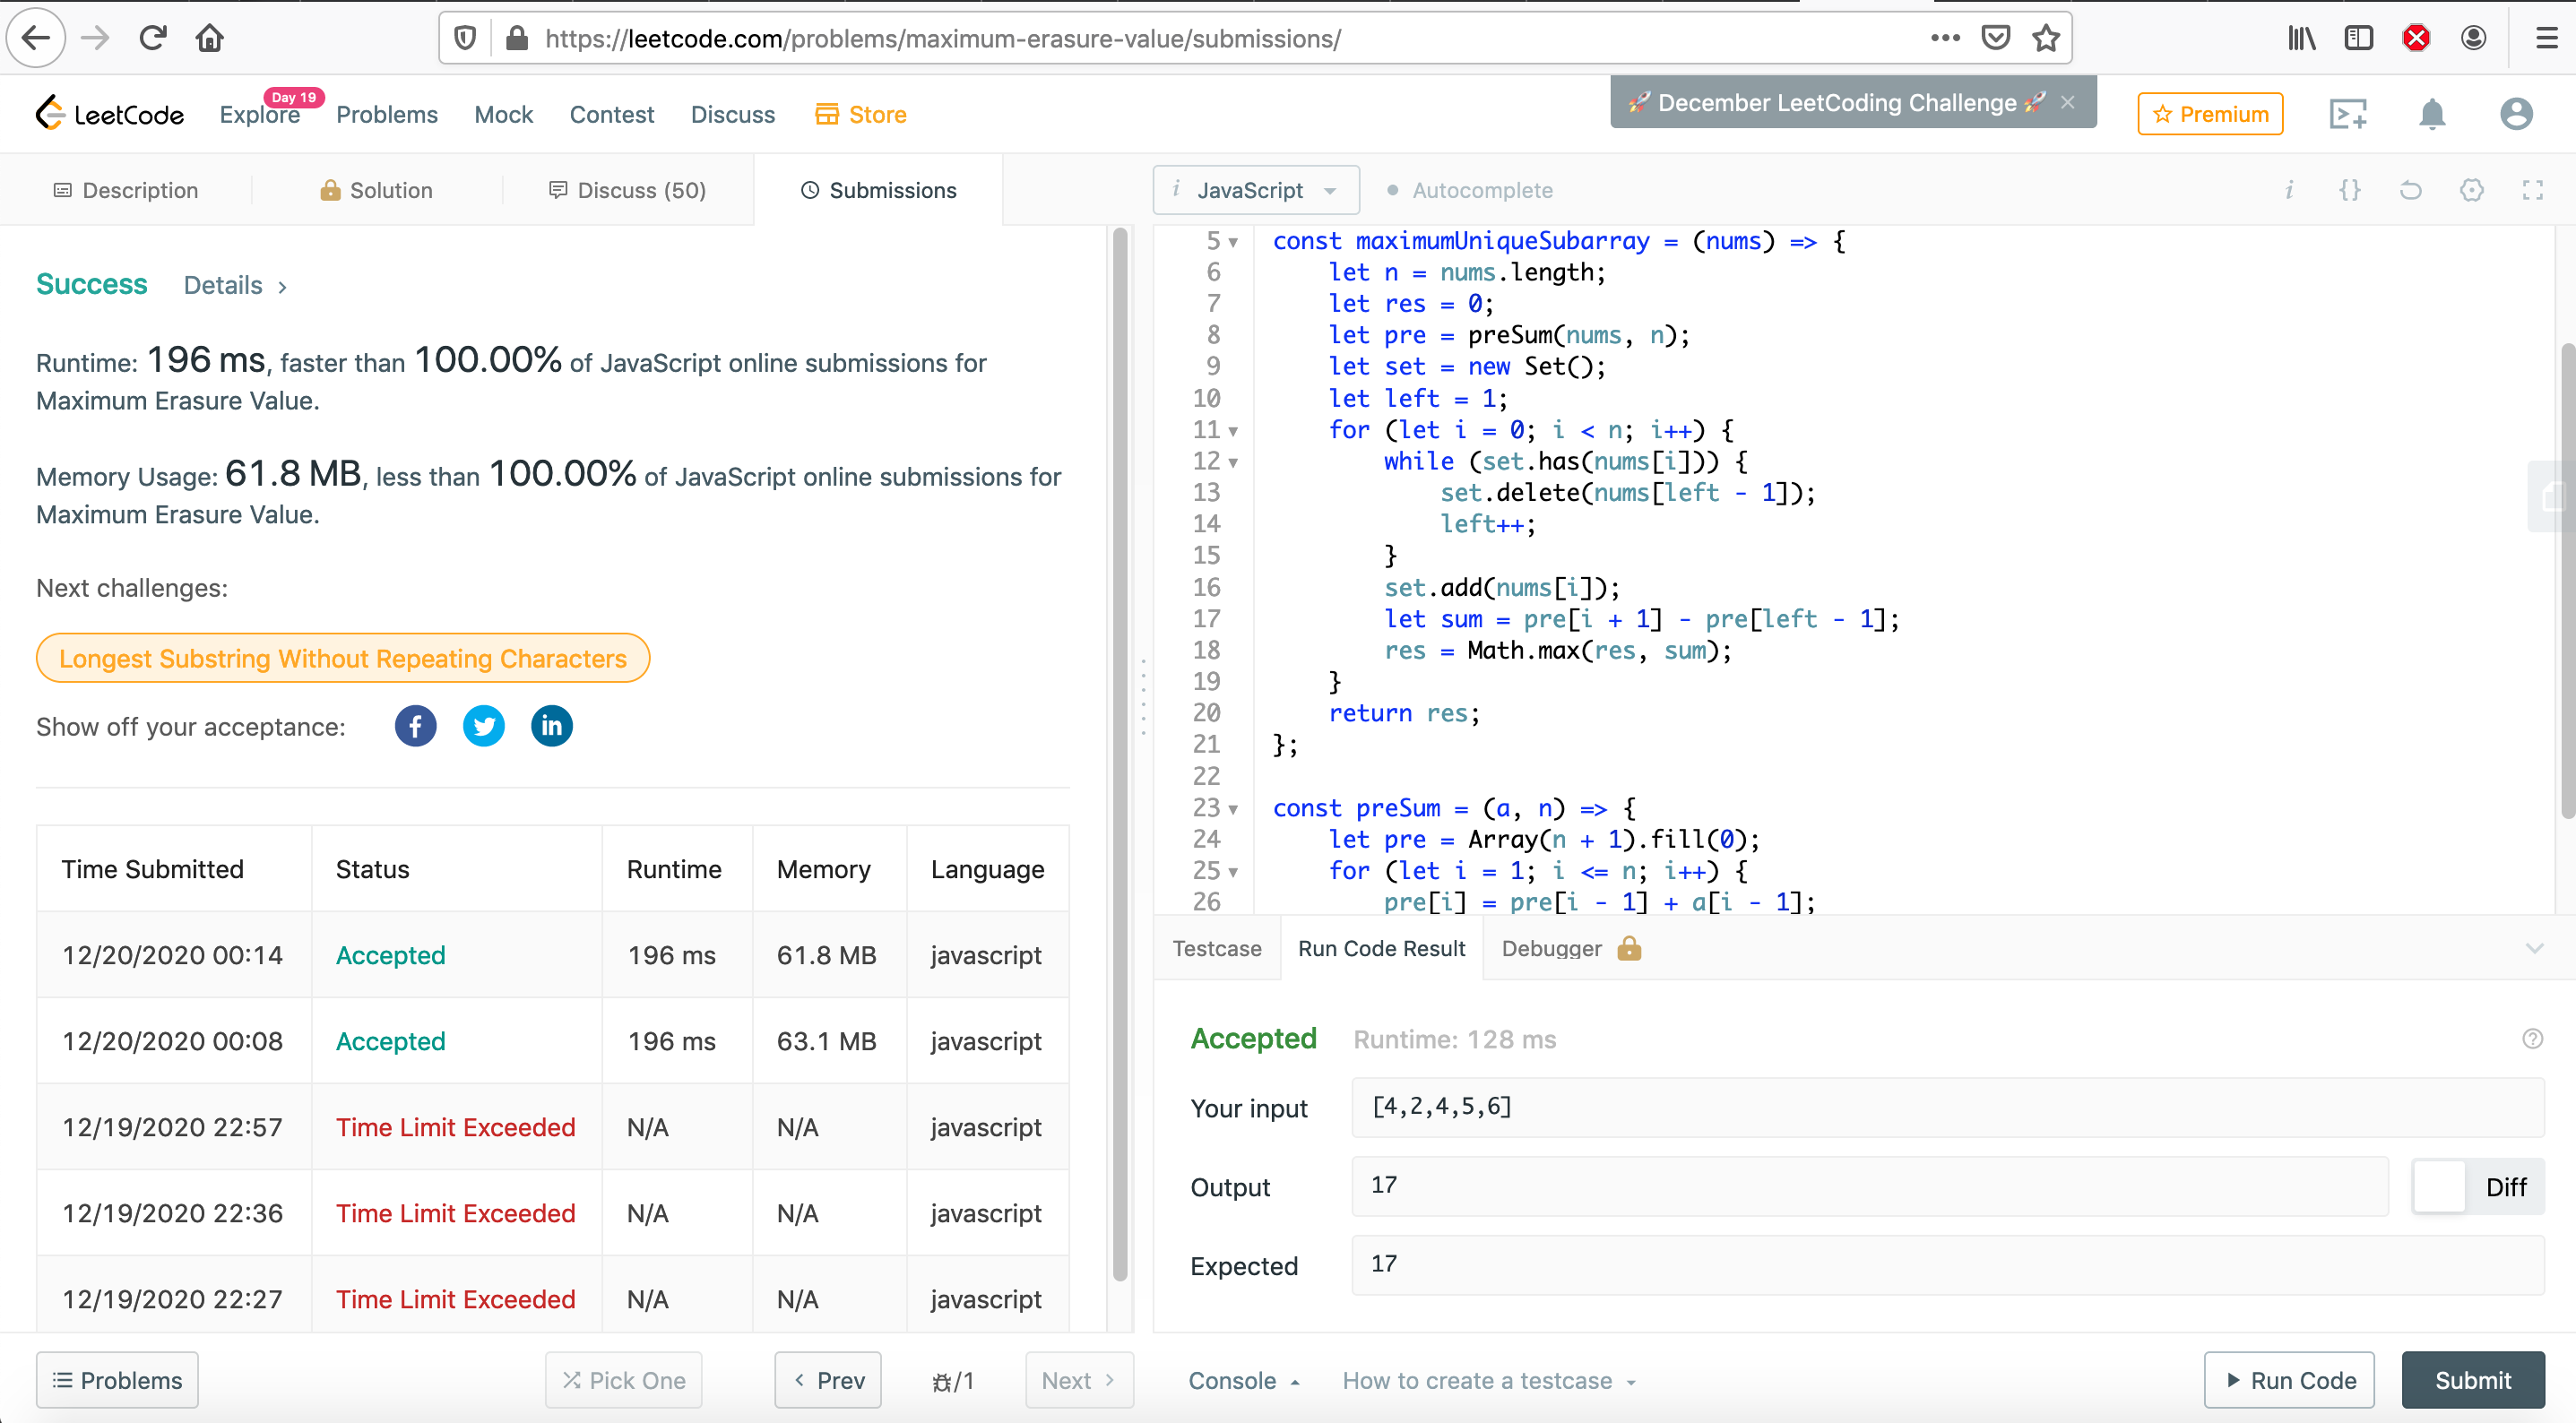 https://leetcode.com/problems/maximum-erasure-value/submissions/
LeetCode
Explore
Day 19
Problems
Mock
Contest
Discuss
Store
🚀 December LeetCoding Challenge 🚀 ×
Premium
Description
Solution
Discuss (50)
Submissions
Success
Details >
Runtime: 196 ms, faster than 100.00% of JavaScript online submissions for
Maximum Erasure Value.
Memory Usage: 61.8 MB, less than 100.00% of JavaScript online submissions for
Maximum Erasure Value.
Next challenges:
Longest Substring Without Repeating Characters
Show off your acceptance:
Time Submitted Status Runtime Memory Language
12/20/2020 00:14 Accepted 196 ms 61.8 MB javascript
12/20/2020 00:08 Accepted 196 ms 63.1 MB javascript
12/19/2020 22:57 Time Limit Exceeded N/A N/A javascript
12/19/2020 22:36 Time Limit Exceeded N/A N/A javascript
12/19/2020 22:27 Time Limit Exceeded N/A N/A javascript
Problems
Pick One
< Prev
/1
Next >
i JavaScript
Autocomplete
i {}
5 const maximumUniqueSubarray = (nums) => {
6 let n = nums.length;
7 let res = 0;
8 let pre = preSum(nums, n);
9 let set = new Set();
10 let left = 1;
11 for (let i = 0; i < n; i++) {
12 while (set.has(nums[i])) {
13 set.delete(nums[left - 1]);
14 left++;
15 }
16 set.add(nums[i]);
17 let sum = pre[i + 1] - pre[left - 1];
18 res = Math.max(res, sum);
19 }
20 return res;
21 };
22
23 const preSum = (a, n) => {
24 let pre = Array(n + 1).fill(0);
25 for (let i = 1; i <= n; i++) {
26 pre[i] = pre[i - 1] + a[i - 1];
Testcase
Run Code Result
Debugger
Accepted
Runtime: 128 ms
Your input
[4,2,4,5,6]
Output
17
Diff
Expected
17
Console
How to create a testcase
Run Code
Submit